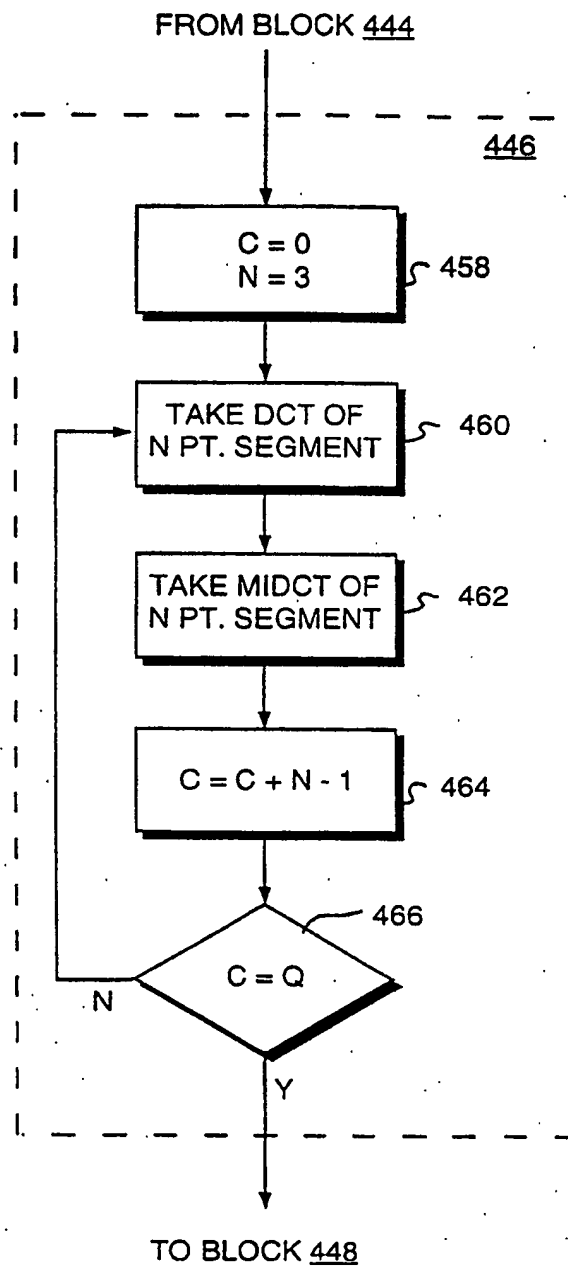 FROM BLOCK 444
446
C = 0
N = 3
458
TAKE DCT OF
N PT. SEGMENT
460
TAKE MIDCT OF
N PT. SEGMENT
462
C = C + N - 1
464
466
C = Q
N
Y
TO BLOCK 448